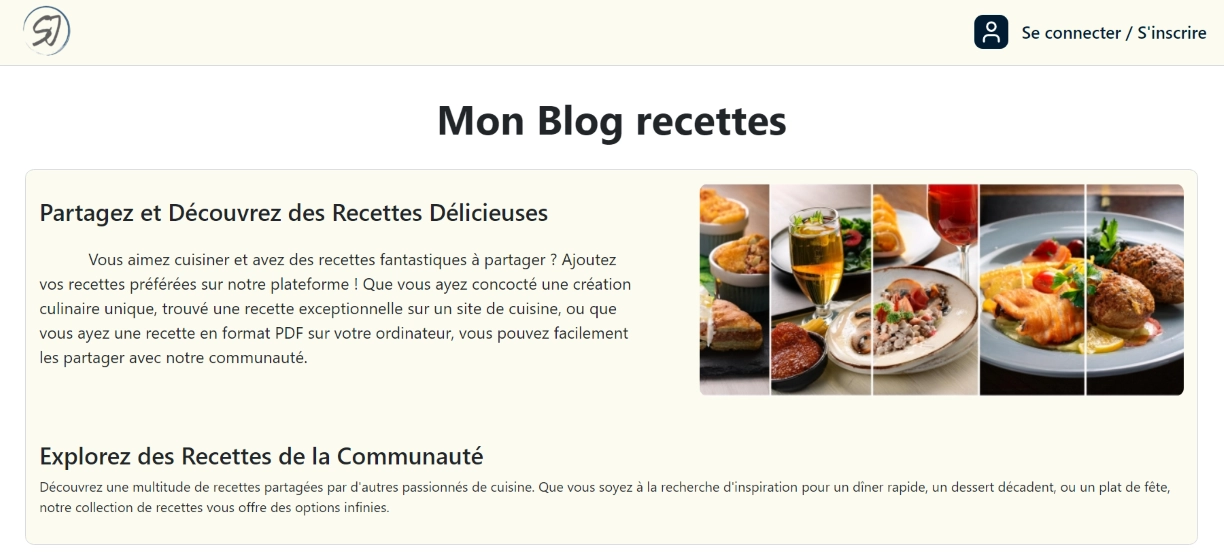 SJ
Se connecter / S'inscrire
Mon Blog recettes
Partagez et Découvrez des Recettes Délicieuses
Vous aimez cuisiner et avez des recettes fantastiques à partager ? Ajoutez
vos recettes préférées sur notre plateforme ! Que vous ayez concocté une création
culinaire unique, trouvé une recette exceptionnelle sur un site de cuisine, ou que
vous ayez une recette en format PDF sur votre ordinateur, vous pouvez facilement
les partager avec notre communauté.
Explorez des Recettes de la Communauté
Découvrez une multitude de recettes partagées par d'autres passionnés de cuisine. Que vous soyez à la recherche d'inspiration pour un dîner rapide, un dessert décadent, ou un plat de fête,
notre collection de recettes vous offre des options infinies.